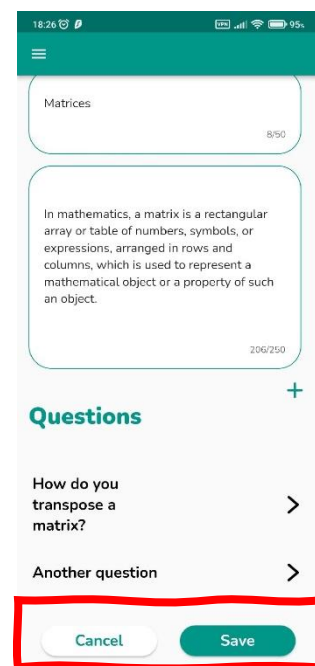 18:26
VPN 95%
Matrices
8/50
In mathematics, a matrix is a rectangular
array or table of numbers, symbols, or
expressions, arranged in rows and
columns, which is used to represent a
mathematical object or a property of such
an object.
206/250
+
Questions
How do you
transpose a
matrix?
Another question
Cancel Save